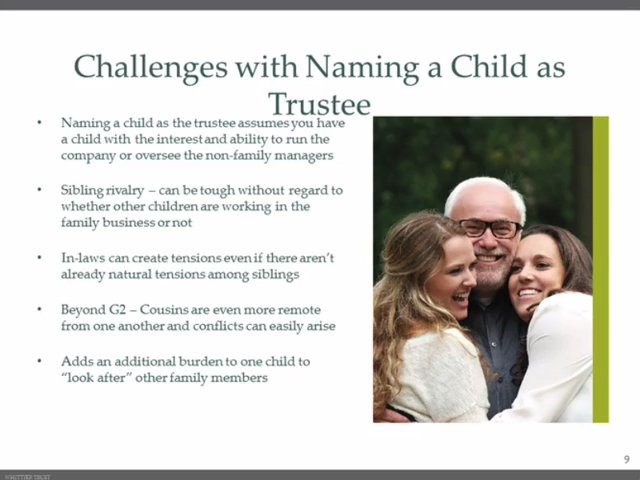 Challenges with Naming a Child as
Trustee
• Naming a child as the trustee assumes you have
a child with the interest and ability to run the
company or oversee the non-family managers
• Sibling rivalry – can be tough without regard to
whether other children are working in the
family business or not
• In-laws can create tensions even if there aren't
already natural tensions among siblings
• Beyond G2 – Cousins are even more remote
from one another and conflicts can easily arise
• Adds an additional burden to one child to
“look after” other family members
9
©WHITTIER TRUST